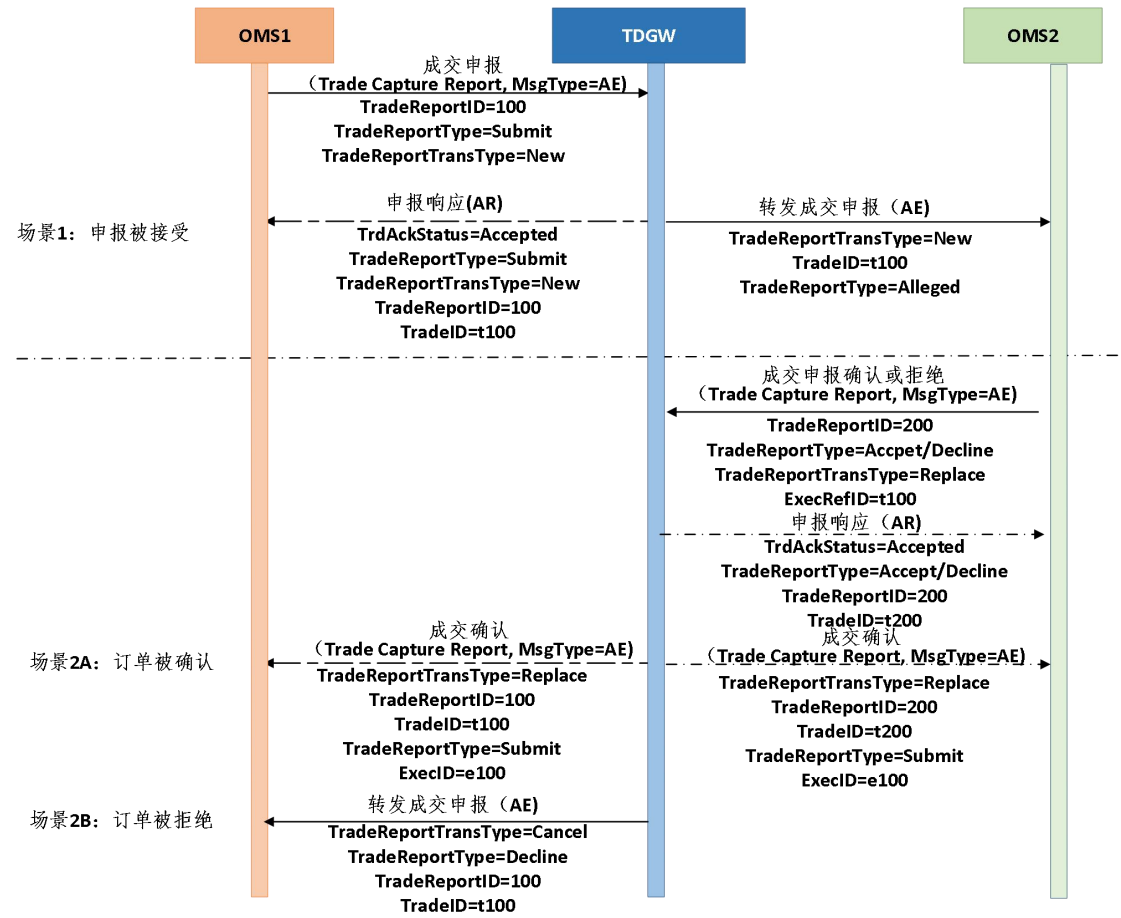 OMS1
TDGW
OMS2
成交申报
（Trade Capture Report, MsgType=AE)
TradeReportID=100
TradeReportType=Submit
TradeReportTransType=New
场景1：申报被接受
申报响应(AR)
TrdAckStatus=Accepted
TradeReportType=Submit
TradeReportTransType=New
TradeReportID=100
TradeID=t100
转发成交申报（AE)
TradeReportTransType=New
TradeID=t100
TradeReportType=Alleged
成交申报确认或拒绝
（Trade Capture Report, MsgType=AE)
TradeReportID=200
TradeReportType=Accpet/Decline
TradeReportTransType=Replace
ExecRefID=t100
申报响应（AR)
TrdAckStatus=Accepted
TradeReportType=Accept/Decline
TradeReportID=200
TradeID=t200
场景2A：订单被确认
成交确认
（Trade Capture Report, MsgType=AE)
TradeReportTransType=Replace
TradeReportID=100
TradeID=t100
TradeReportType=Submit
ExecID=e100
成交确认
（Trade Capture Report, MsgType=AE)
TradeReportTransType=Replace
TradeReportID=200
TradeID=t200
TradeReportType=Submit
ExecID=e100
场景2B：订单被拒绝
转发成交申报（AE)
TradeReportTransType=Cancel
TradeReportType=Decline
TradeReportID=100
TradeID=t100